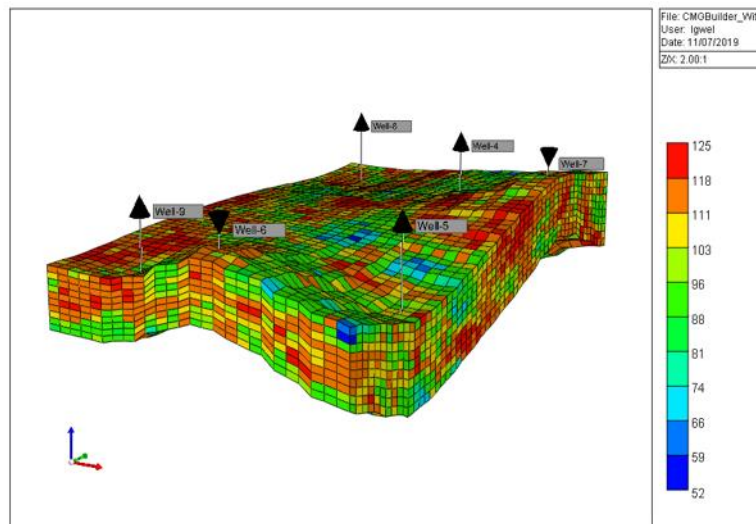 File: CMGBuilder_Wit
User: lgwel
Date: 11/07/2019
Z/X: 2.00:1
Well-8
Well-4
Well-7
Well-9
Well-6
Well-5
125
118
111
103
96
88
81
74
66
59
52